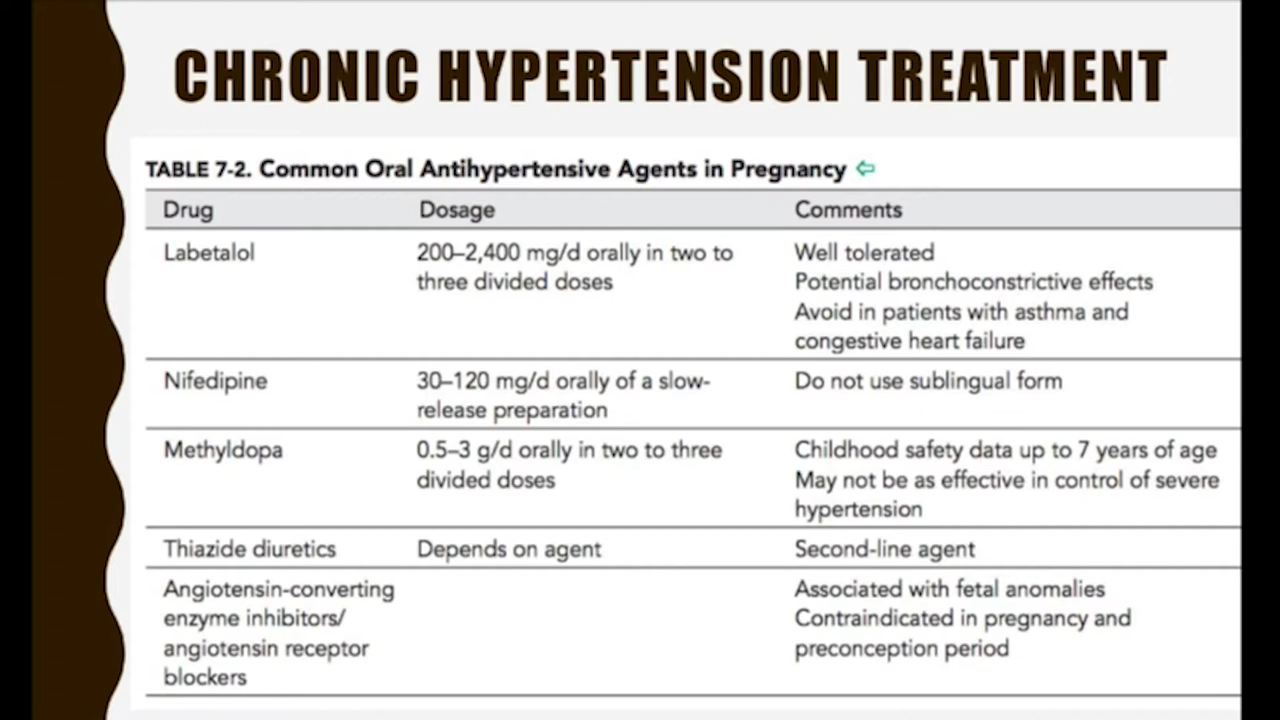 CHRONIC HYPERTENSION TREATMENT
TABLE 7-2. Common Oral Antihypertensive Agents in Pregnancy ⇦
Drug Dosage Comments
Labetalol 200–2,400 mg/d orally in two to Well tolerated
three divided doses Potential bronchoconstrictive effects
Avoid in patients with asthma and
congestive heart failure
Nifedipine 30–120 mg/d orally of a slow- Do not use sublingual form
release preparation
Methyldopa 0.5–3 g/d orally in two to three Childhood safety data up to 7 years of age
divided doses May not be as effective in control of severe
hypertension
Thiazide diuretics Depends on agent Second-line agent
Angiotensin-converting Associated with fetal anomalies
enzyme inhibitors/ Contraindicated in pregnancy and
angiotensin receptor preconception period
blockers